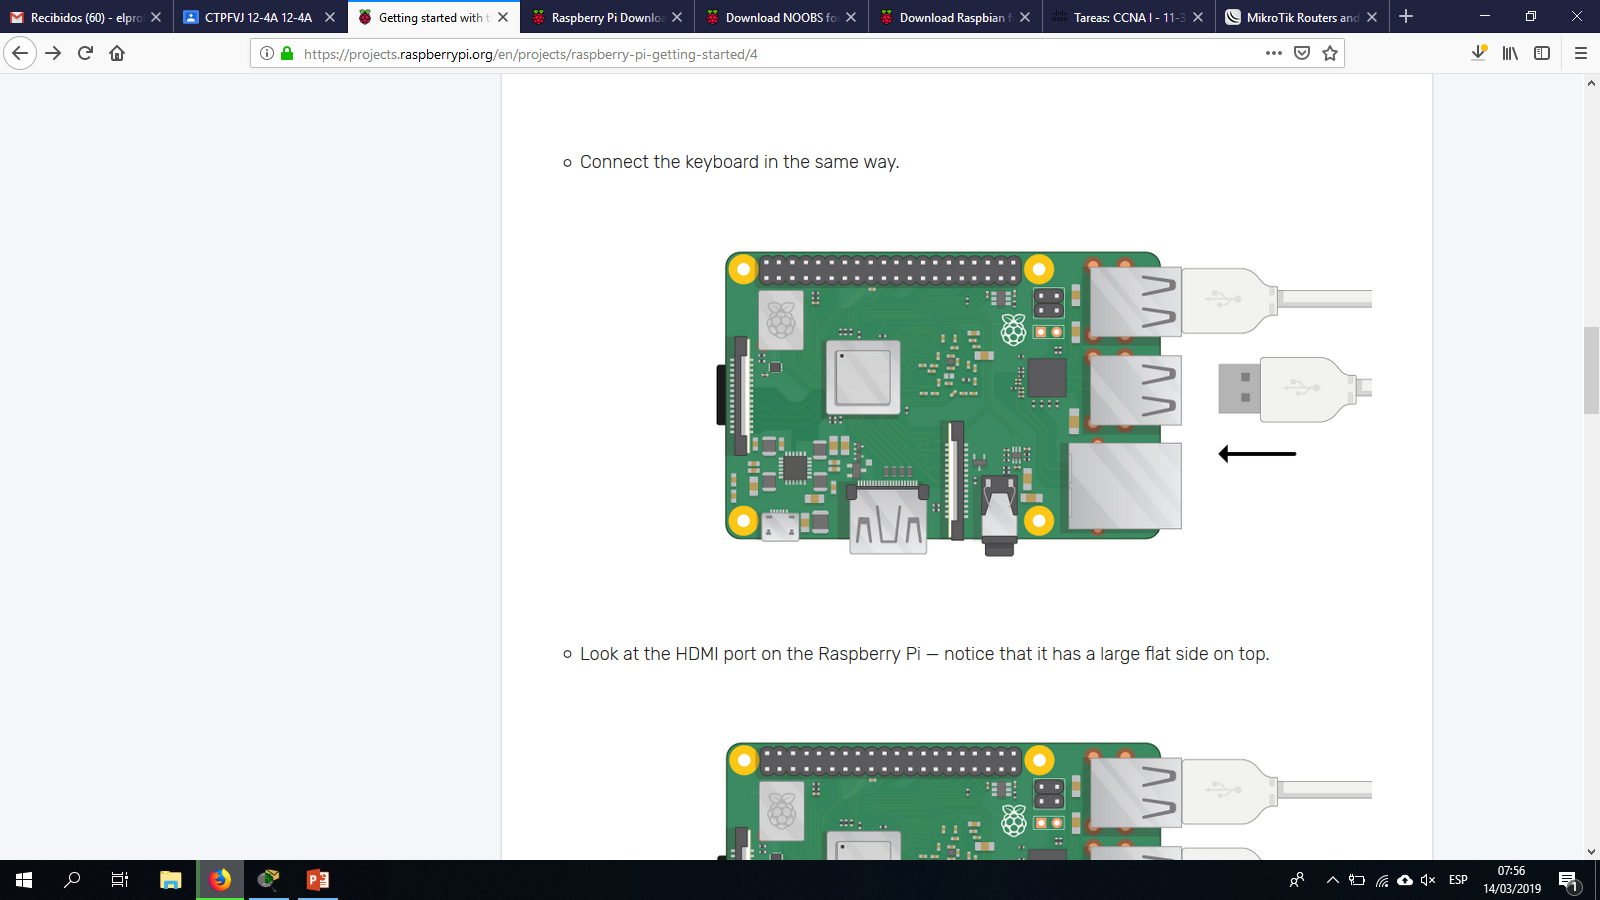 Recibidos (60) - elpro
CTPFVJ 12-4A 12-4A
Getting started with t
Raspberry Pi Downlo
Download NOOBS fo
Download Raspbian f
Tareas: CCNA I - 11-3
MikroTik Routers and
https://projects.raspberrypi.org/en/projects/raspberry-pi-getting-started/4
Connect the keyboard in the same way.
Look at the HDMI port on the Raspberry Pi — notice that it has a large flat side on top.
ESP
07:56
14/03/2019
1